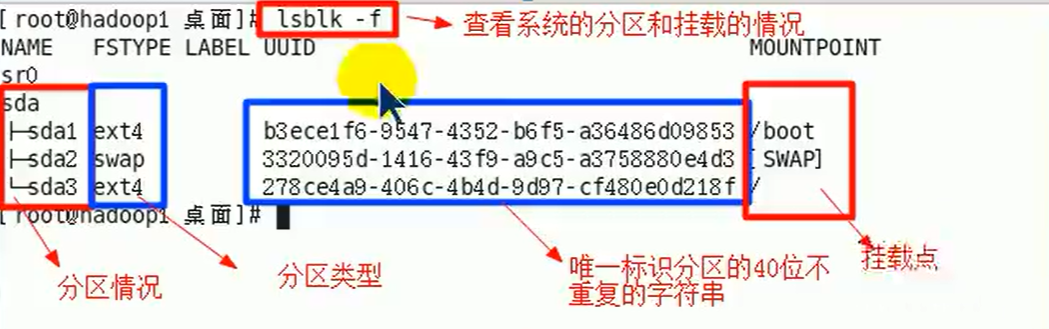 [root@hadoop1 桌面]# lsblk -f
查看系统的分区和挂载的情况
NAME FSTYPE LABEL UUID MOUNTPOINT
sr0
sda
├─sda1 ext4 b3ece1f6-9547-4352-b6f5-a36486d09853 /boot
├─sda2 swap 3320095d-1416-43f9-a9c5-a3758880e4d3 [SWAP]
└─sda3 ext4 278ce4a9-406c-4b4d-9d97-cf480e0d218f /
[root@hadoop1 桌面]#
分区情况
分区类型
唯一标识分区的40位不
重复的字符串
挂载点